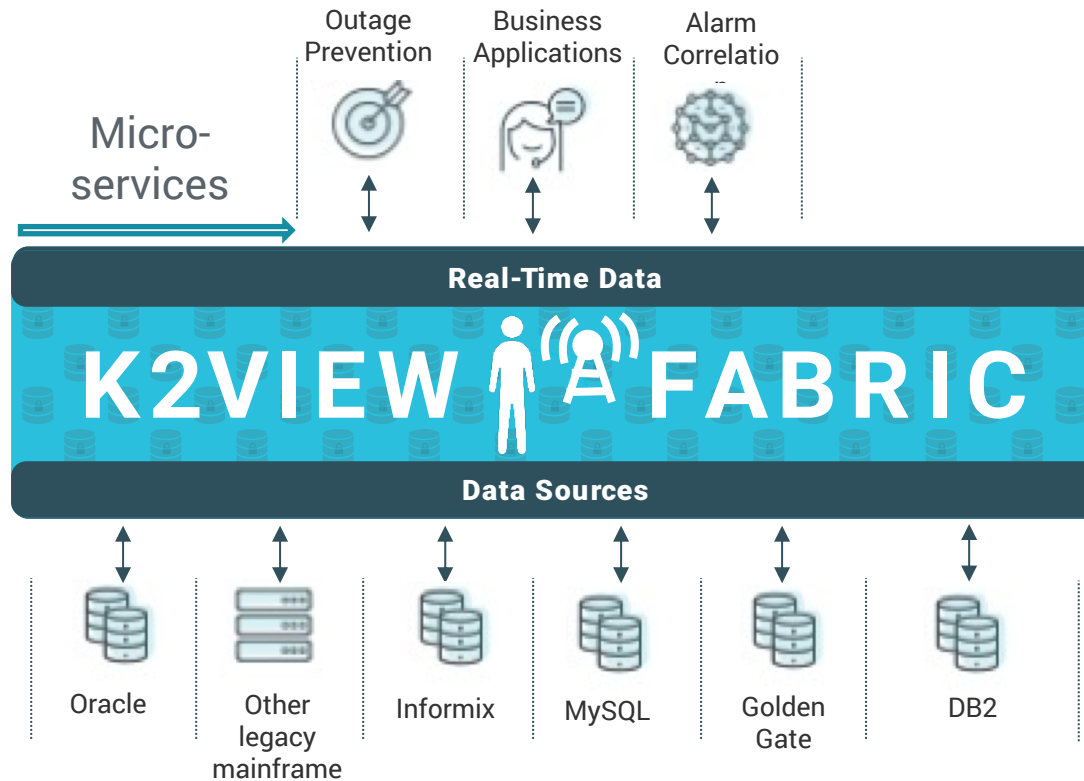 Outage
Prevention
Business
Applications
Alarm
Correlatio
n
Micro-
services
Real-Time Data
K2VIEW FABRIC
Data Sources
Oracle
Other
legacy
mainframe
Informix
MySQL
Golden
Gate
DB2